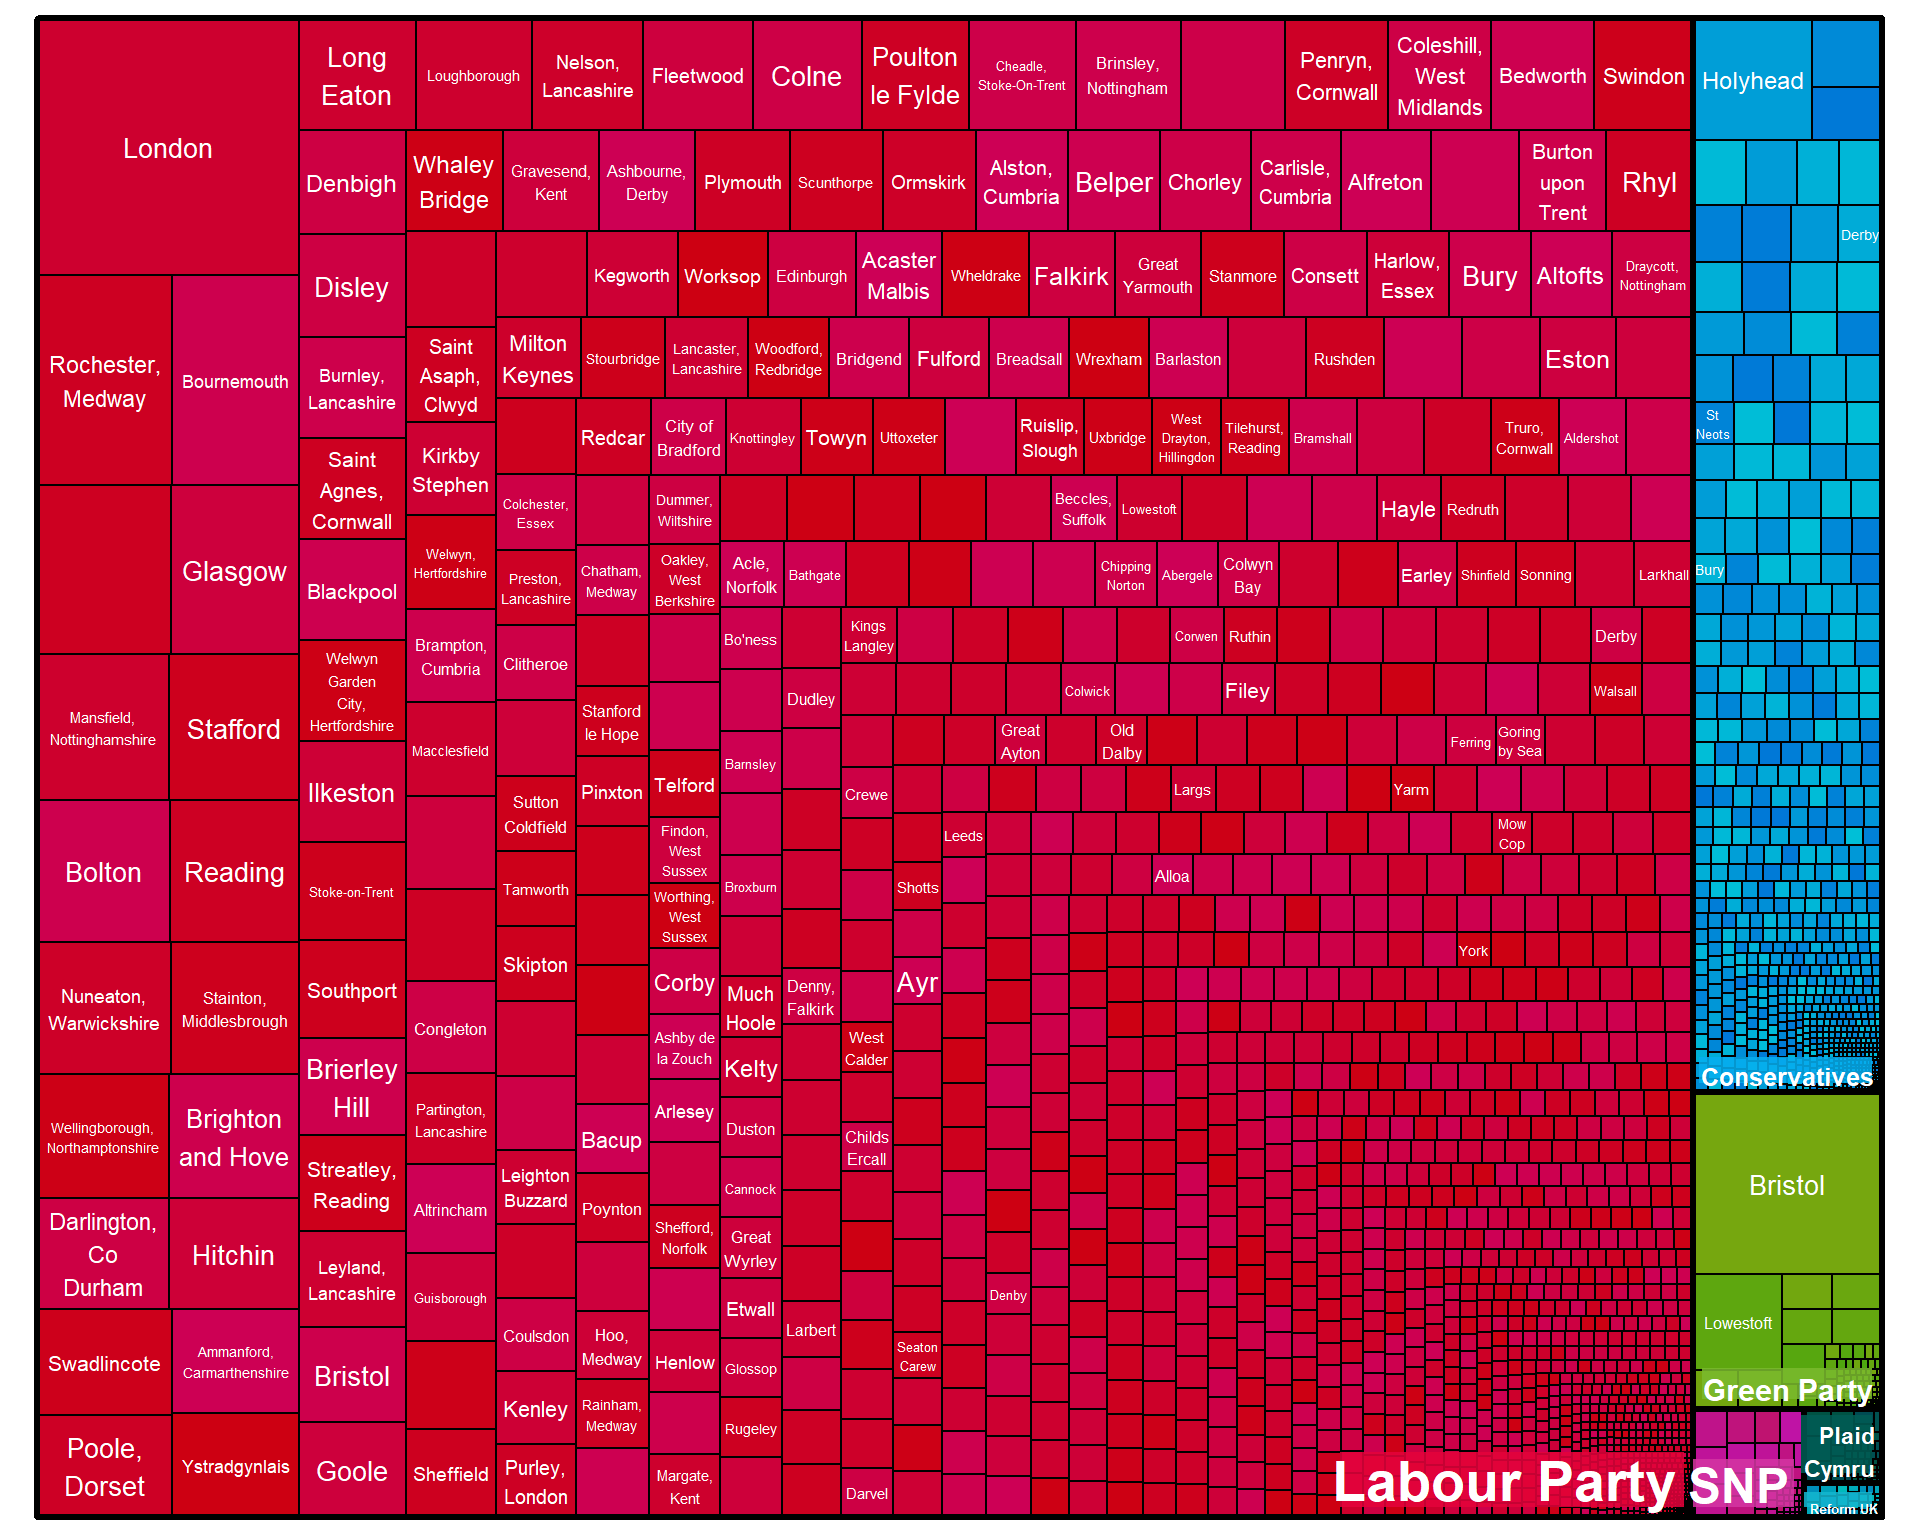 London
Long
Eaton
Loughborough
Nelson,
Lancashire
Fleetwood
Colne
Poulton
le Fylde
Cheadle,
Stoke-On-Trent
Brinsley,
Nottingham
Penryn,
Cornwall
Coleshill,
West
Midlands
Bedworth
Swindon
Holyhead
Denbigh
Whaley
Bridge
Gravesend,
Kent
Ashbourne,
Derby
Plymouth
Scunthorpe
Ormskirk
Alston,
Cumbria
Belper
Chorley
Carlisle,
Cumbria
Alfreton
Burton
upon
Trent
Rhyl
Disley
Kegworth
Worksop
Edinburgh
Acaster
Malbis
Wheldrake
Falkirk
Great
Yarmouth
Stanmore
Consett
Harlow,
Essex
Bury
Altofts
Draycott,
Nottingham
Derby
Rochester,
Medway
Bournemouth
Burnley,
Lancashire
Saint
Asaph,
Clwyd
Milton
Keynes
Stourbridge
Lancaster,
Lancashire
Woodford,
Redbridge
Bridgend
Fulford
Breadsall
Wrexham
Barlaston
Rushden
Eston
Saint
Agnes,
Cornwall
Kirkby
Stephen
Redcar
City of
Bradford
Knottingley
Towyn
Uttoxeter
Ruislip,
Slough
Uxbridge
West
Drayton,
Hillingdon
Tilehurst,
Reading
Bramshall
Truro,
Cornwall
Aldershot
St
Neots
Glasgow
Blackpool
Welwyn,
Hertfordshire
Colchester,
Essex
Dummer,
Wiltshire
Beccles,
Suffolk
Lowestoft
Hayle
Redruth
Preston,
Lancashire
Chatham,
Medway
Oakley,
West
Berkshire
Acle,
Norfolk
Bathgate
Chipping
Norton
Abergele
Colwyn
Bay
Earley
Shinfield
Sonning
Larkhall
Bury
Mansfield,
Nottinghamshire
Stafford
Welwyn
Garden
City,
Hertfordshire
Brampton,
Cumbria
Clitheroe
Bo'ness
Kings
Langley
Corwen
Ruthin
Derby
Macclesfield
Stanford
le Hope
Dudley
Colwick
Filey
Walsall
Ilkeston
Sutton
Coldfield
Pinxton
Telford
Barnsley
Crewe
Great
Ayton
Old
Dalby
Ferring
Goring
by Sea
Largs
Yarm
Bolton
Reading
Stoke-on-Trent
Tamworth
Findon,
West
Sussex
Worthing,
West
Sussex
Broxburn
Shotts
Leeds
Alloa
Mow
Cop
Nuneaton,
Warwickshire
Stainton,
Middlesbrough
Southport
Congleton
Skipton
Corby
Much
Hoole
Denny,
Falkirk
West
Calder
Ayr
York
Brierley
Hill
Ashby de
la Zouch
Kelty
Conservatives
Wellingborough,
Northamptonshire
Brighton
and Hove
Streatley,
Reading
Partington,
Lancashire
Leighton
Buzzard
Bacup
Arlesey
Duston
Childs
Ercall
Bristol
Darlington,
Co
Durham
Hitchin
Leyland,
Lancashire
Altrincham
Poynton
Shefford,
Norfolk
Cannock
Great
Wyrley
Guisborough
Etwall
Denby
Swadlincote
Ammanford,
Carmarthenshire
Bristol
Coulsdon
Hoo,
Medway
Henlow
Glossop
Larbert
Seaton
Carew
Lowestoft
Green Party
Poole,
Dorset
Ystradgynlais
Goole
Sheffield
Kenley
Purley,
London
Rainham,
Medway
Margate,
Kent
Rugeley
Darvel
Labour Party
SNP
Plaid
Cymru
Reform UK